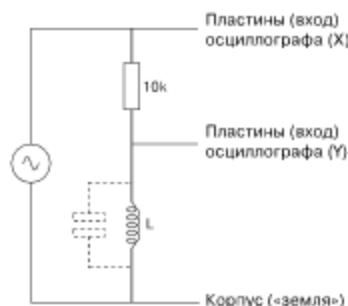 Пластины (вход)
осциллографа (X)
10k
Пластины (вход)
осциллографа (Y)
L
Корпус («земля»)